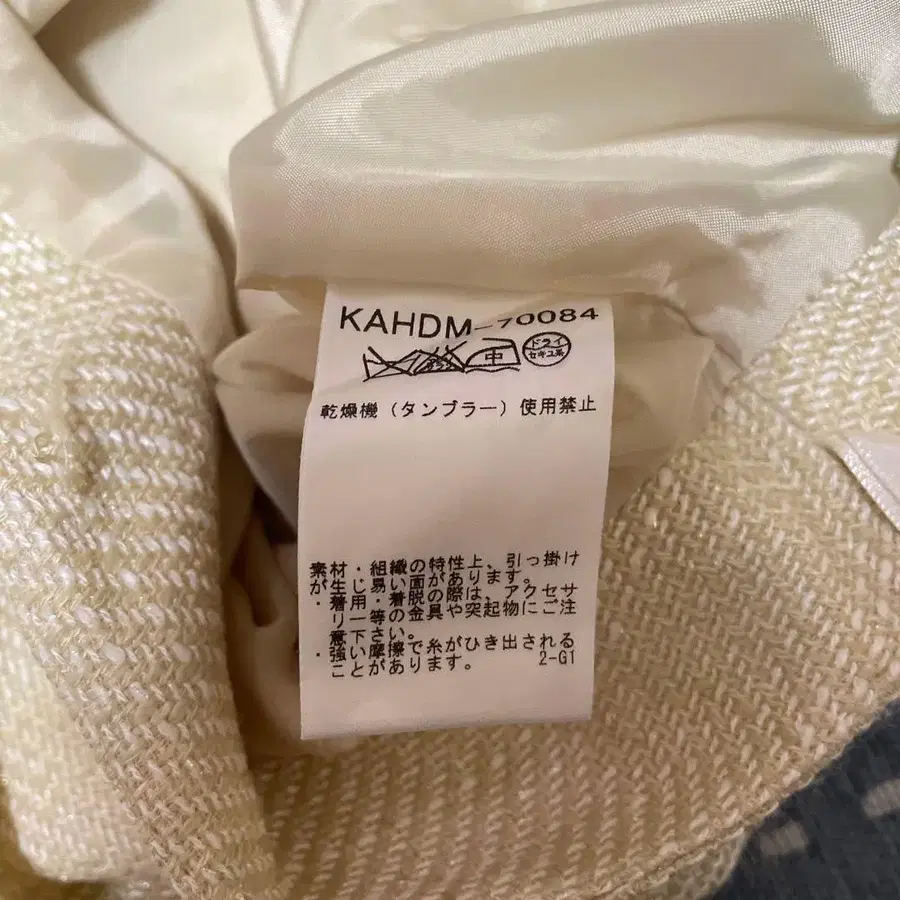 KAHDM-70084
中 ドライ
セキユ系
乾燥機（タンブラー）使用禁止
素材・組織の特性上、引っ掛け
が生じ易い面があります。
・着用・着脱の際は、アクセサ
リー等の金具や突起物にご注
意下さい。
・強い摩擦で糸がひき出される
ことがあります。 2-G1